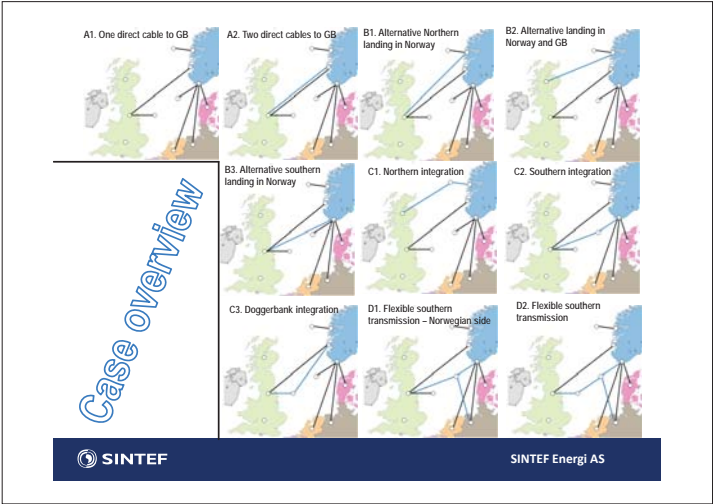 A1. One direct cable to GB
A2. Two direct cables to GB
B1. Alternative Northern
landing in Norway
B2. Alternative landing in
Norway and GB
B3. Alternative southern
landing in Norway
C1. Northern integration
C2. Southern integration
Case overview
C3. Doggerbank integration
D1. Flexible southern
transmission – Norwegian side
D2. Flexible southern
transmission
SINTEF
SINTEF Energi AS